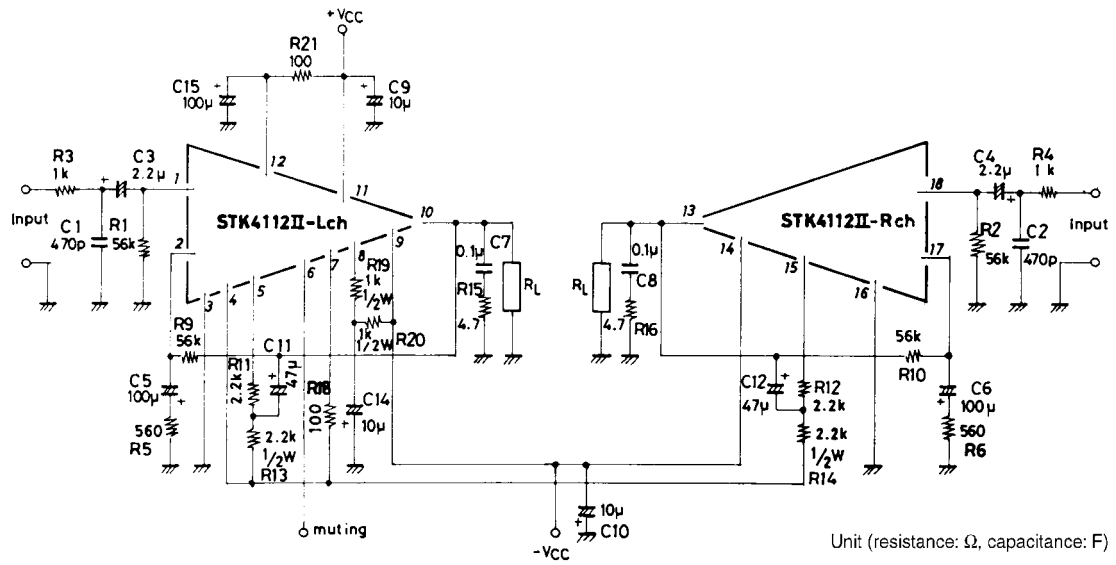 +VCC
R21
100
C15
100μ
+
+
C9
10μ
R3
1k
C3
2.2μ
+
Input
C1
470p
R1
56k
1
2
STK4112II-Lch
12
11
10
9
8
7
6
5
4
3
0.1μ
C7
R15
4.7
RL
R19
1k
1/2W
1k
1/2W
R20
R9
56k
C5
100μ
+
560
R5
R11
2.2k
C11
47μ
+
2.2k
1/2W
R13
100
C14
10μ
+
muting
-VCC
10μ
+
C10
13
14
15
16
17
18
STK4112II-Rch
RL
0.1μ
C8
4.7
R16
C4
2.2μ
+
R4
1k
input
R2
56k
C2
470p
56k
R10
C12
47μ
+
R12
2.2k
2.2k
1/2W
R14
C6
100μ
+
560
R6
Unit (resistance: Ω, capacitance: F)